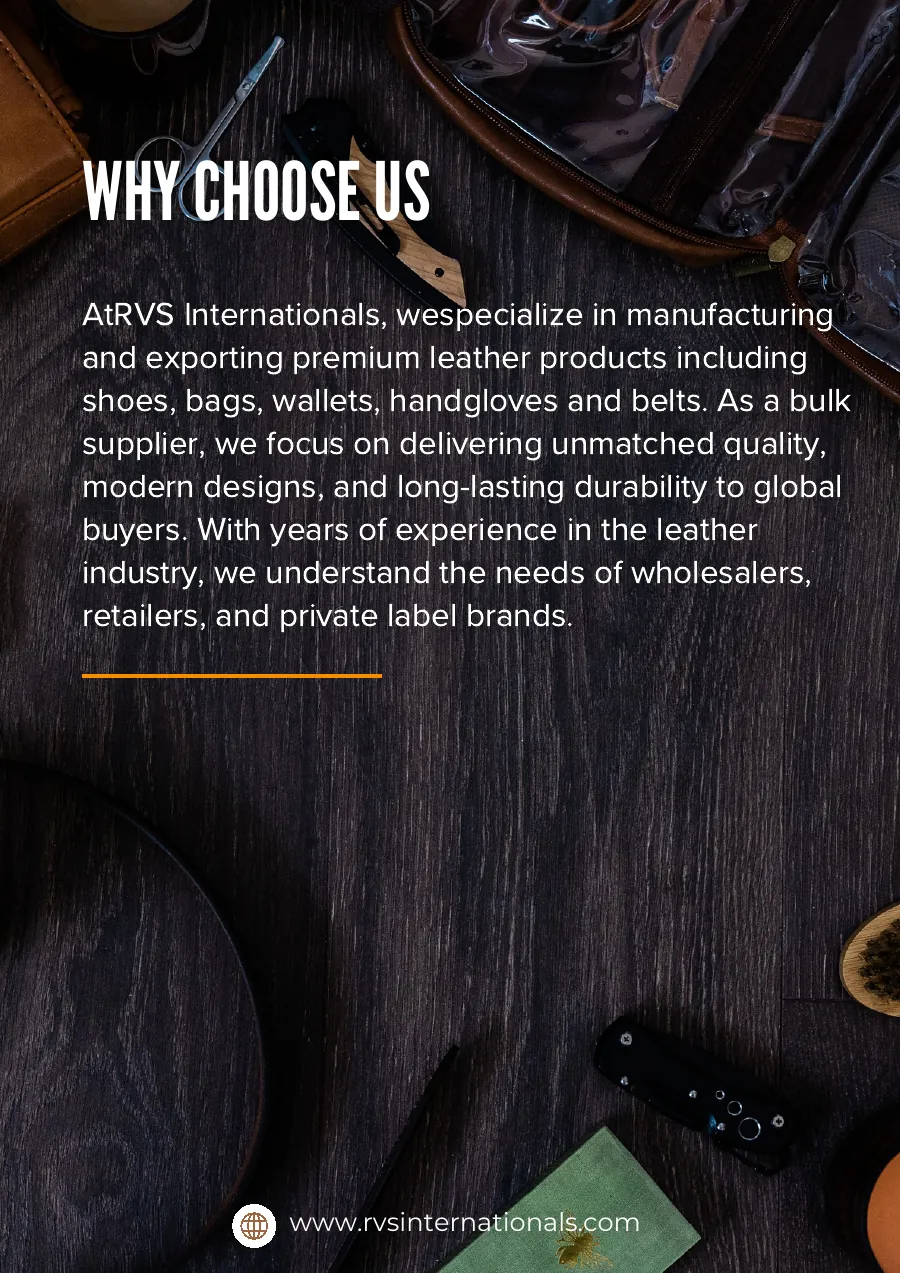 WHY CHOOSE US
AtRVS Internationals, wespecialize in manufacturing
and exporting premium leather products including
shoes, bags, wallets, handgloves and belts. As a bulk
supplier, we focus on delivering unmatched quality,
modern designs, and long-lasting durability to global
buyers. With years of experience in the leather
industry, we understand the needs of wholesalers,
retailers, and private label brands.
www.rvsinternationals.com